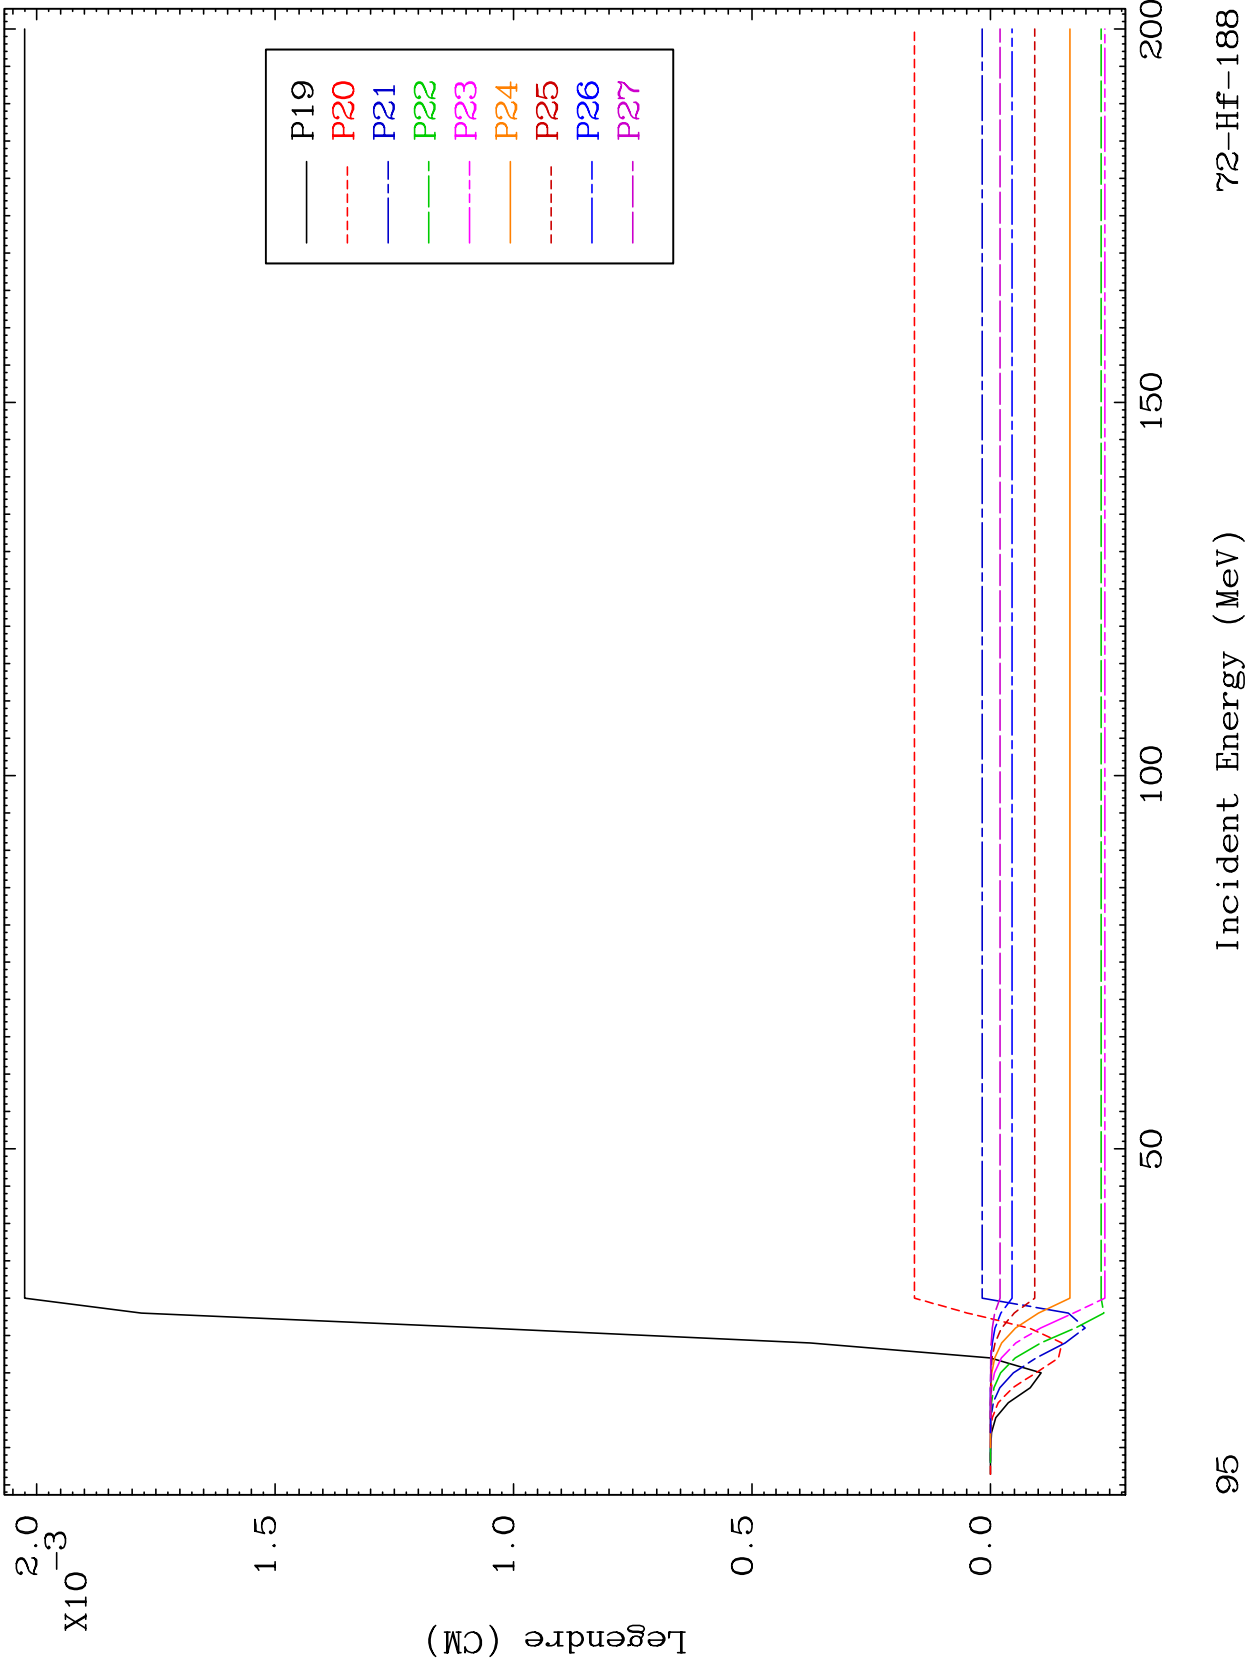 2.0
X10-3
1.5
1.0
0.5
0.0
Legendre (CM)
P19
P20
P21
P22
P23
P24
P25
P26
P27
50
100
150
200
95
Incident Energy (MeV)
72-Hf-188